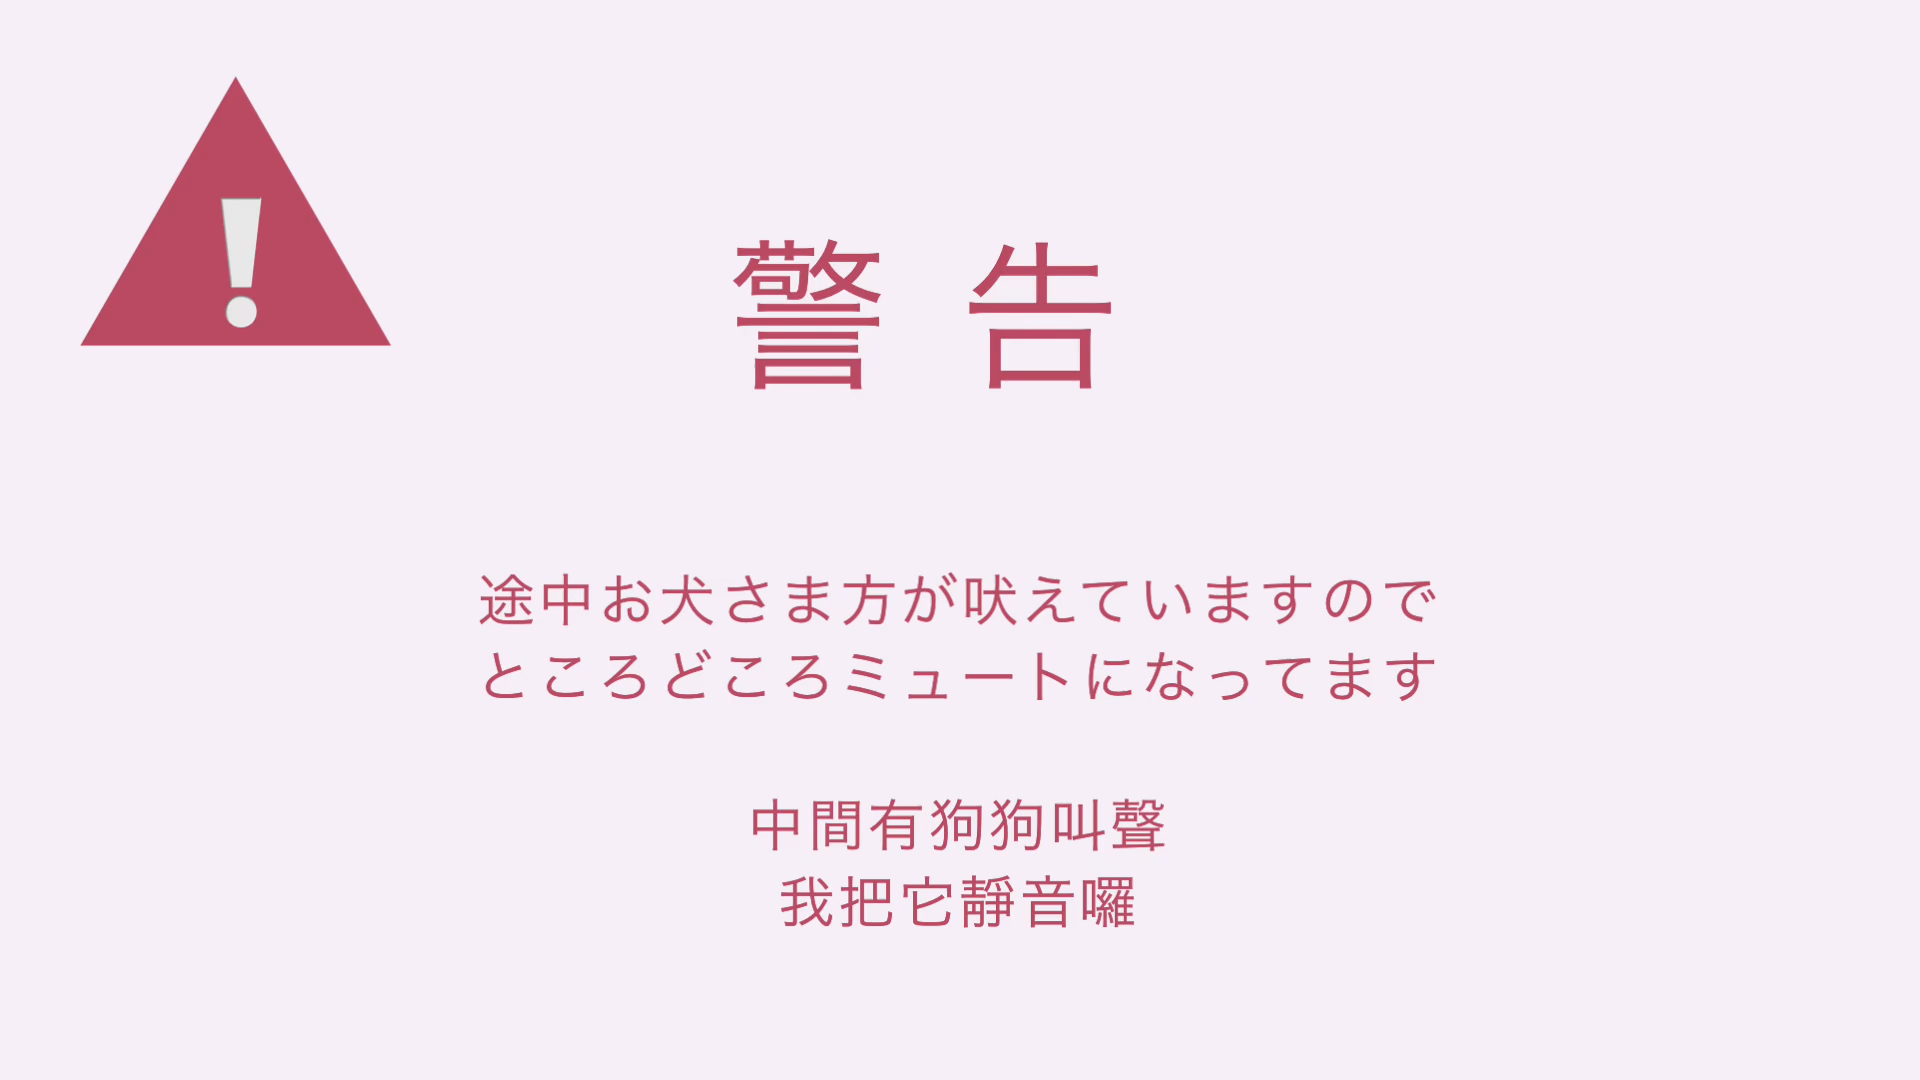 警告
途中お犬さま方が吠えていますので
ところどころミュートになってます
中間有狗狗叫聲
我把它靜音囉